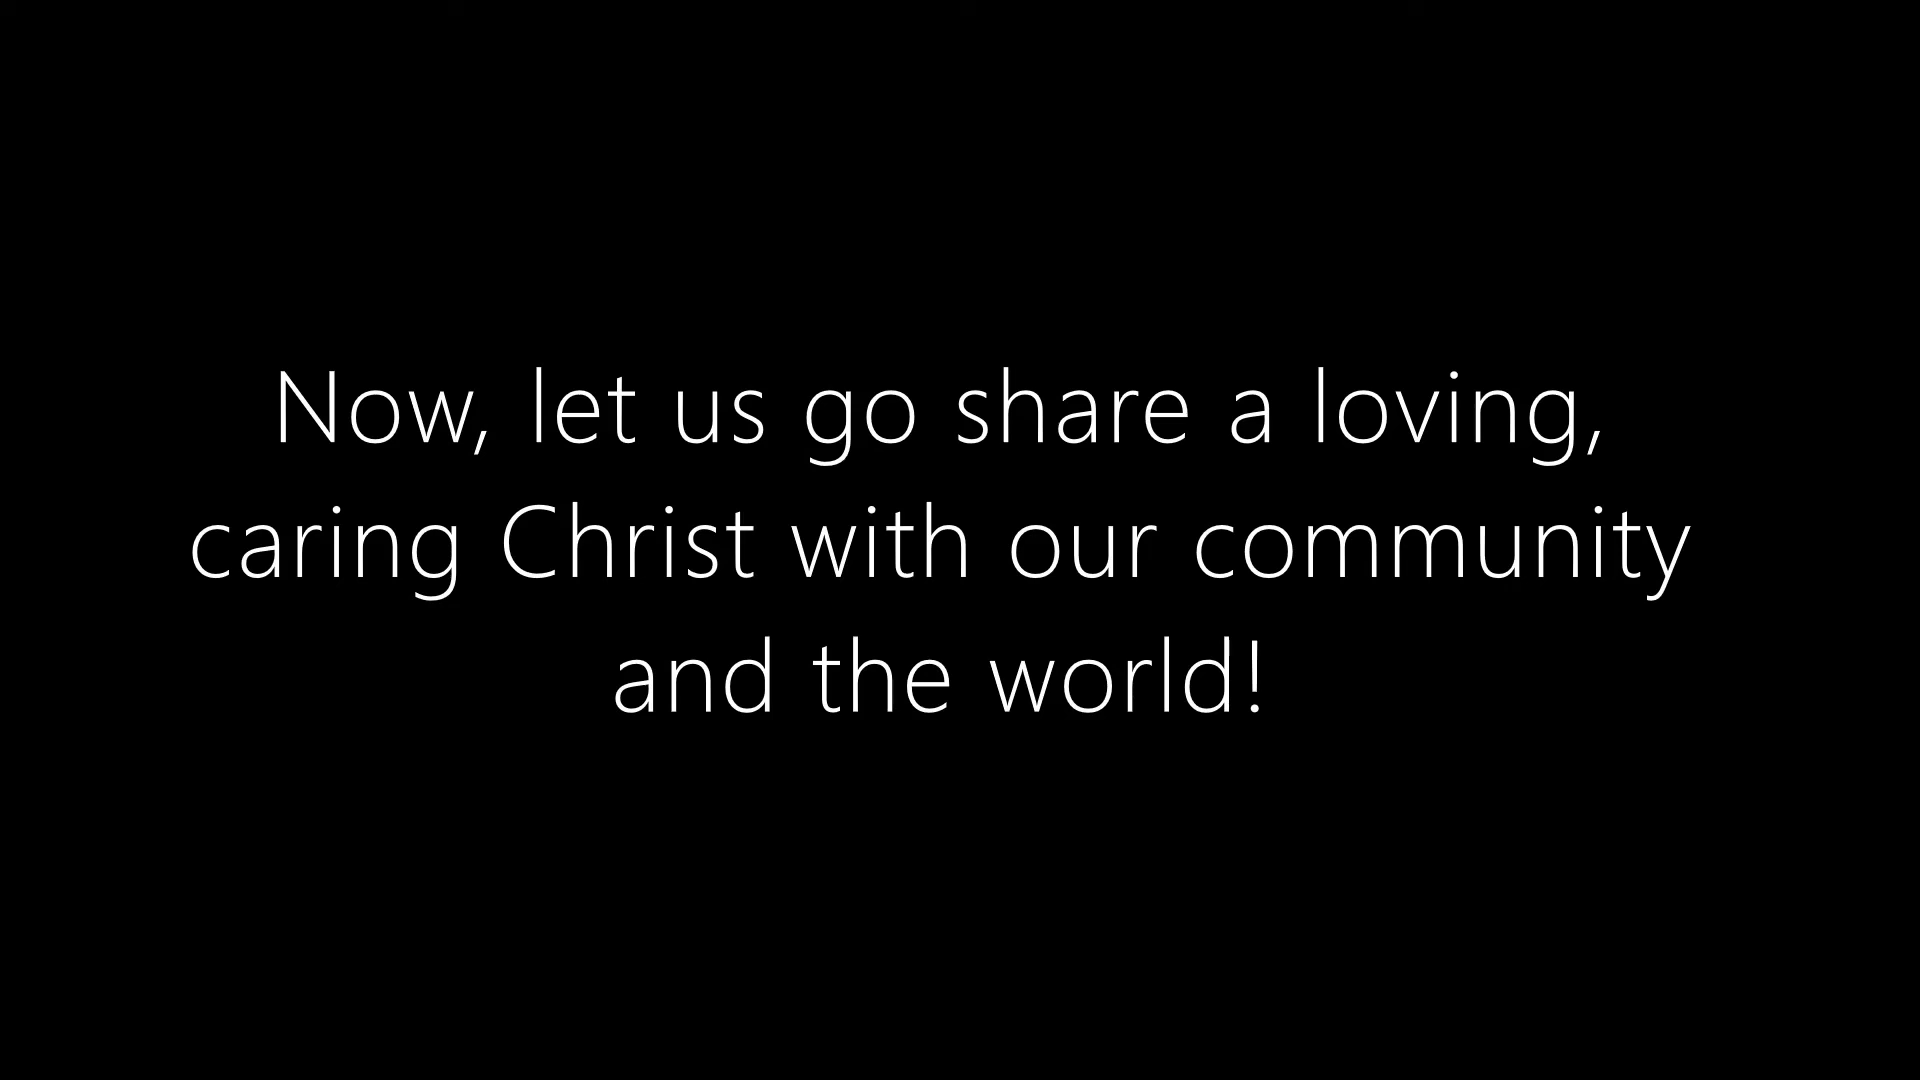 Now, let us go share a loving,
caring Christ with our community
and the world!